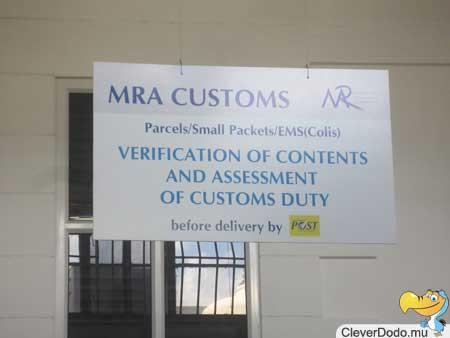 MRA CUSTOMS
Parcels/Small Packets/EMS(Colis)
VERIFICATION OF CONTENTS
AND ASSESSMENT
OF CUSTOMS DUTY
before delivery by POST
CleverDodo.mu